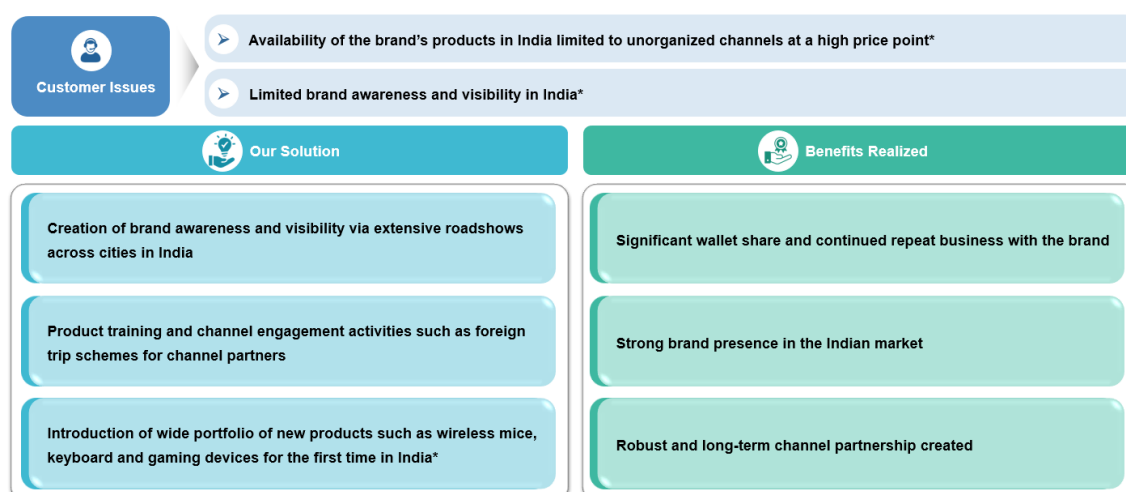 Customer Issues
Availability of the brand’s products in India limited to unorganized channels at a high price point*
Limited brand awareness and visibility in India*
Our Solution
Creation of brand awareness and visibility via extensive roadshows
across cities in India
Product training and channel engagement activities such as foreign
trip schemes for channel partners
Introduction of wide portfolio of new products such as wireless mice,
keyboard and gaming devices for the first time in India*
Benefits Realized
Significant wallet share and continued repeat business with the brand
Strong brand presence in the Indian market
Robust and long-term channel partnership created